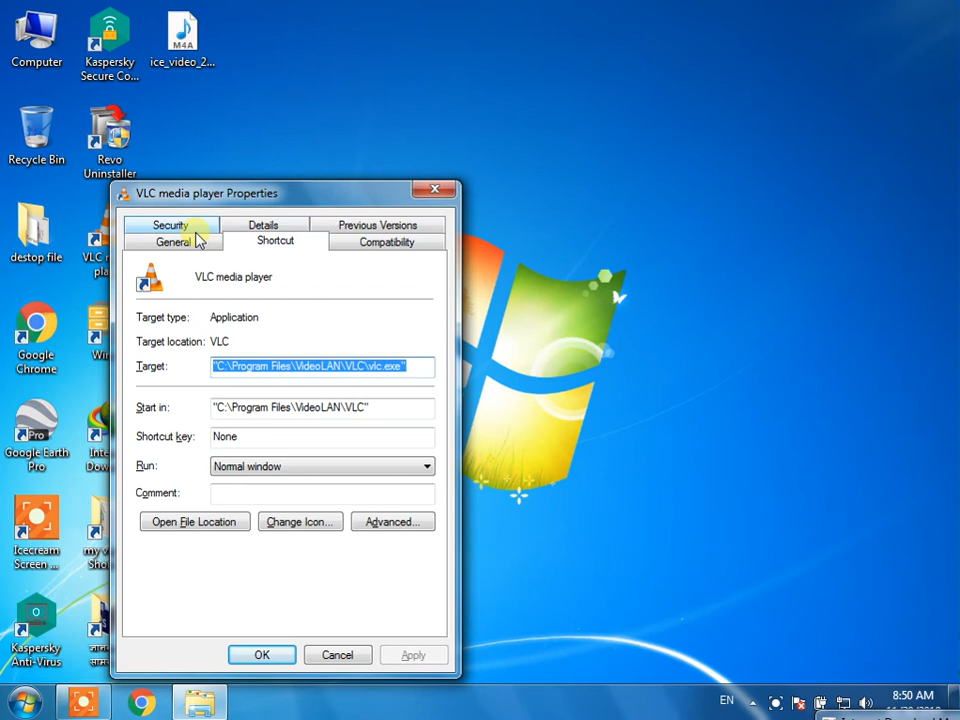 Computer
Kaspersky
Secure Co...
M4A
ice_video_2...
Recycle Bin
Revo
Uninstaller
destop file
VLC
Google
Chrome
Win
Pro
Google Earth
Pro
Inte
Dow
Icecream
Screen ...
my v
Sho
Kaspersky
Anti-Virus
VLC media player Properties
Security
Details
Previous Versions
General
Shortcut
Compatibility
VLC media player
Target type:
Application
Target location:
VLC
Target:
"C:\Program Files\VideoLAN\VLC\vlc.exe"
Start in:
"C:\Program Files\VideoLAN\VLC"
Shortcut key:
None
Run:
Normal window
Comment:
Open File Location
Change Icon...
Advanced...
OK
Cancel
Apply
EN
8:50 AM